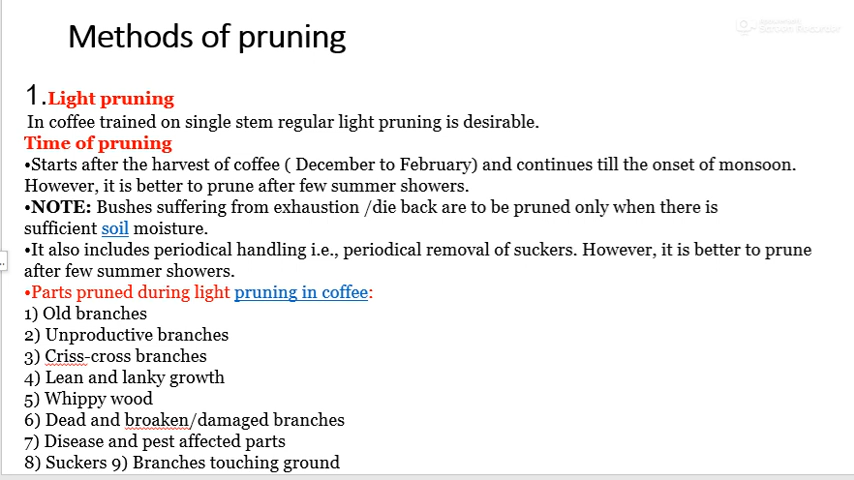 Methods of pruning
Screen Recorder
1.Light pruning
In coffee trained on single stem regular light pruning is desirable.
Time of pruning
•Starts after the harvest of coffee ( December to February) and continues till the onset of monsoon.
However, it is better to prune after few summer showers.
•NOTE: Bushes suffering from exhaustion /die back are to be pruned only when there is
sufficient soil moisture.
•It also includes periodical handling i.e., periodical removal of suckers. However, it is better to prune
after few summer showers.
•Parts pruned during light pruning in coffee:
1) Old branches
2) Unproductive branches
3) Criss-cross branches
4) Lean and lanky growth
5) Whippy wood
6) Dead and broaken/damaged branches
7) Disease and pest affected parts
8) Suckers 9) Branches touching ground